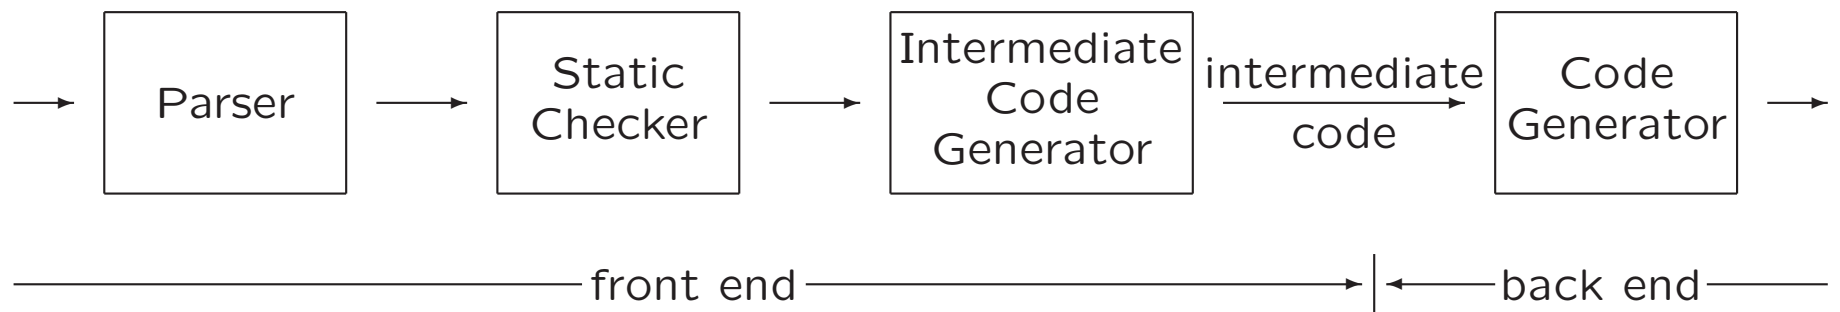 Parser
Static
Checker
Intermediate
Code
Generator
intermediate
code
Code
Generator
front end
back end